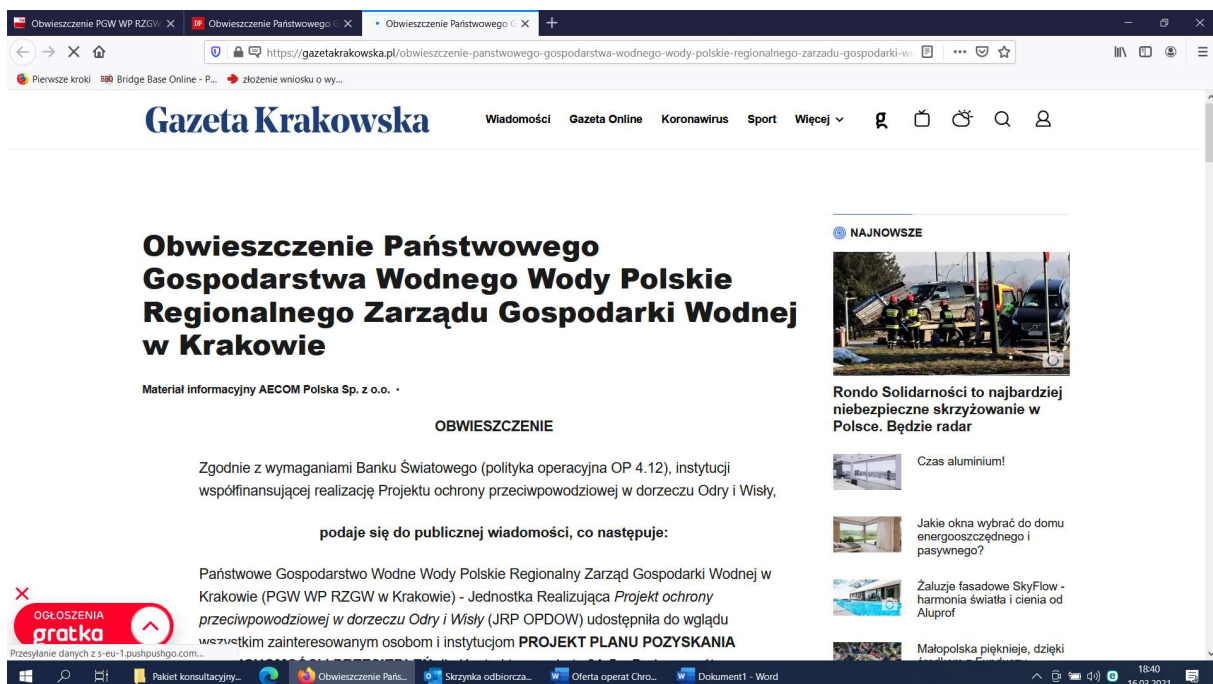 Obwieszczenie PGW WP RZGW
DP Obwieszczenie Państwowego G
Obwieszczenie Państwowego G
https://gazetakrakowska.pl/obwieszczenie-panstwowego-gospodarstwa-wodnego-wody-polskie-regionalnego-zarzadu-gospodarki-wo
Pierwsze kroki BBO Bridge Base Online - P... złożenie wniosku o wy...
Gazeta Krakowska
Wiadomości Gazeta Online Koronawirus Sport Więcej
Obwieszczenie Państwowego
Gospodarstwa Wodnego Wody Polskie
Regionalnego Zarządu Gospodarki Wodnej
w Krakowie
Materiał informacyjny AECOM Polska Sp. z o.o. •
OBWIESZCZENIE
Zgodnie z wymaganiami Banku Światowego (polityka operacyjna OP 4.12), instytucji
współfinansującej realizację Projektu ochrony przeciwpowodziowej w dorzeczu Odry i Wisły,
podaje się do publicznej wiadomości, co następuje:
Państwowe Gospodarstwo Wodne Wody Polskie Regionalny Zarząd Gospodarki Wodnej w
Krakowie (PGW WP RZGW w Krakowie) - Jednostka Realizująca Projekt ochrony
przeciwpowodziowej w dorzeczu Odry i Wisły (JRP OPDOW) udostępniła do wglądu
wszystkim zainteresowanym osobom i instytucjom PROJEKT PLANU POZYSKANIA
NAJNOWSZE
Rondo Solidarności to najbardziej
niebezpieczne skrzyżowanie w
Polsce. Będzie radar
Czas aluminium!
Jakie okna wybrać do domu
energooszczędnego i
pasywnego?
Żaluzje fasadowe SkyFlow -
harmonia światła i cienia od
Aluprof
Małopolska pięknieje, dzięki
OGŁOSZENIA
gratka
Przesyłanie danych z s-eu-1.pushpushgo.com...
Pakiet konsultacyjny... Obwieszczenie Pańs... Skrzynka odbiorcza... Oferta operat Chro... Dokument1 - Word
18:40
16.03.2021